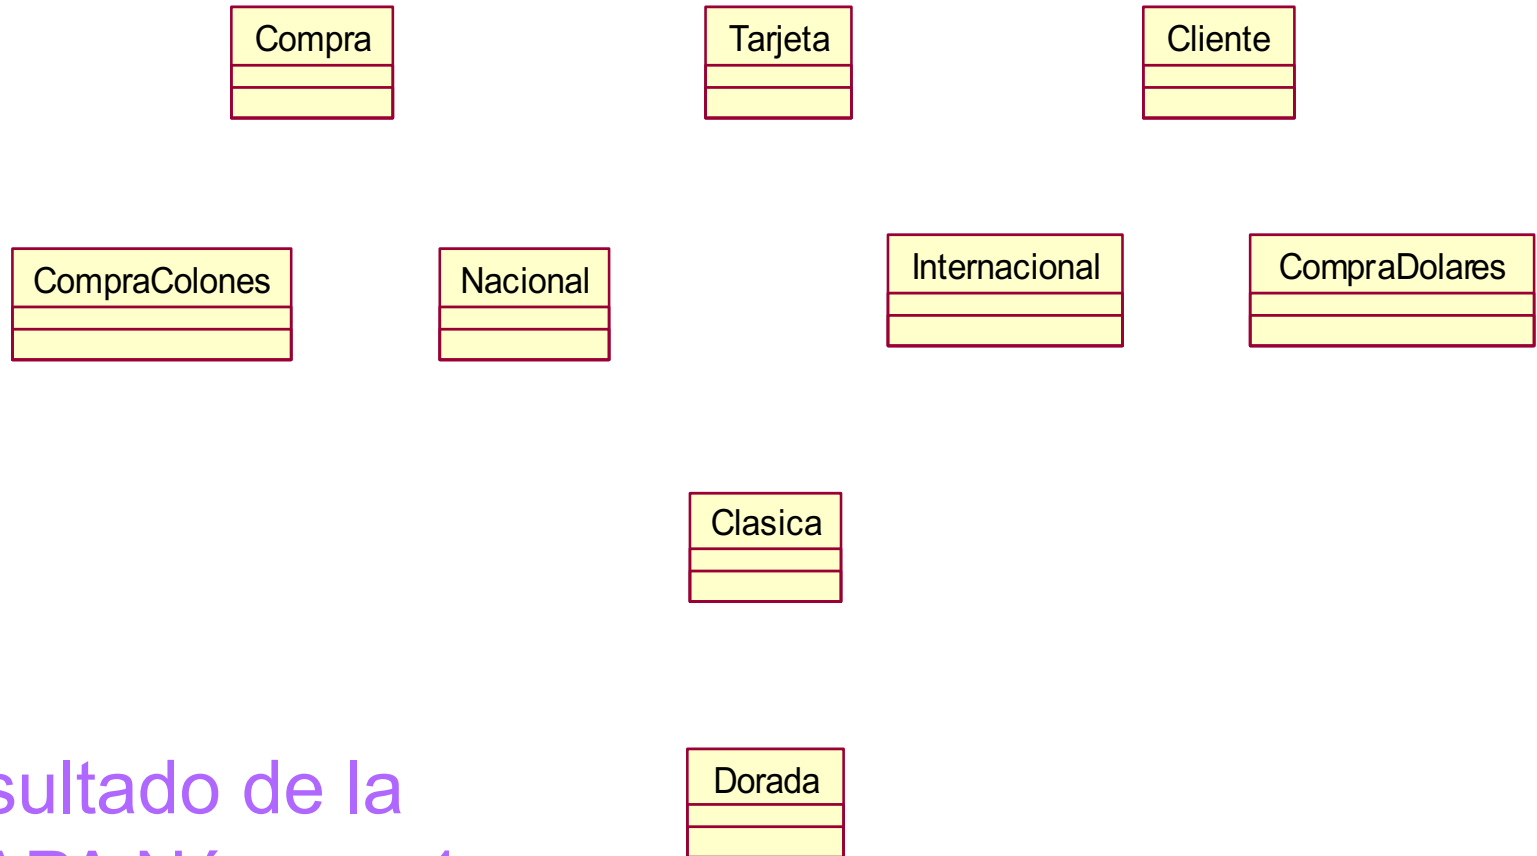 Compra
Tarjeta
Cliente
CompraColones
Nacional
Internacional
CompraDolares
Clasica
Dorada
sultado de la